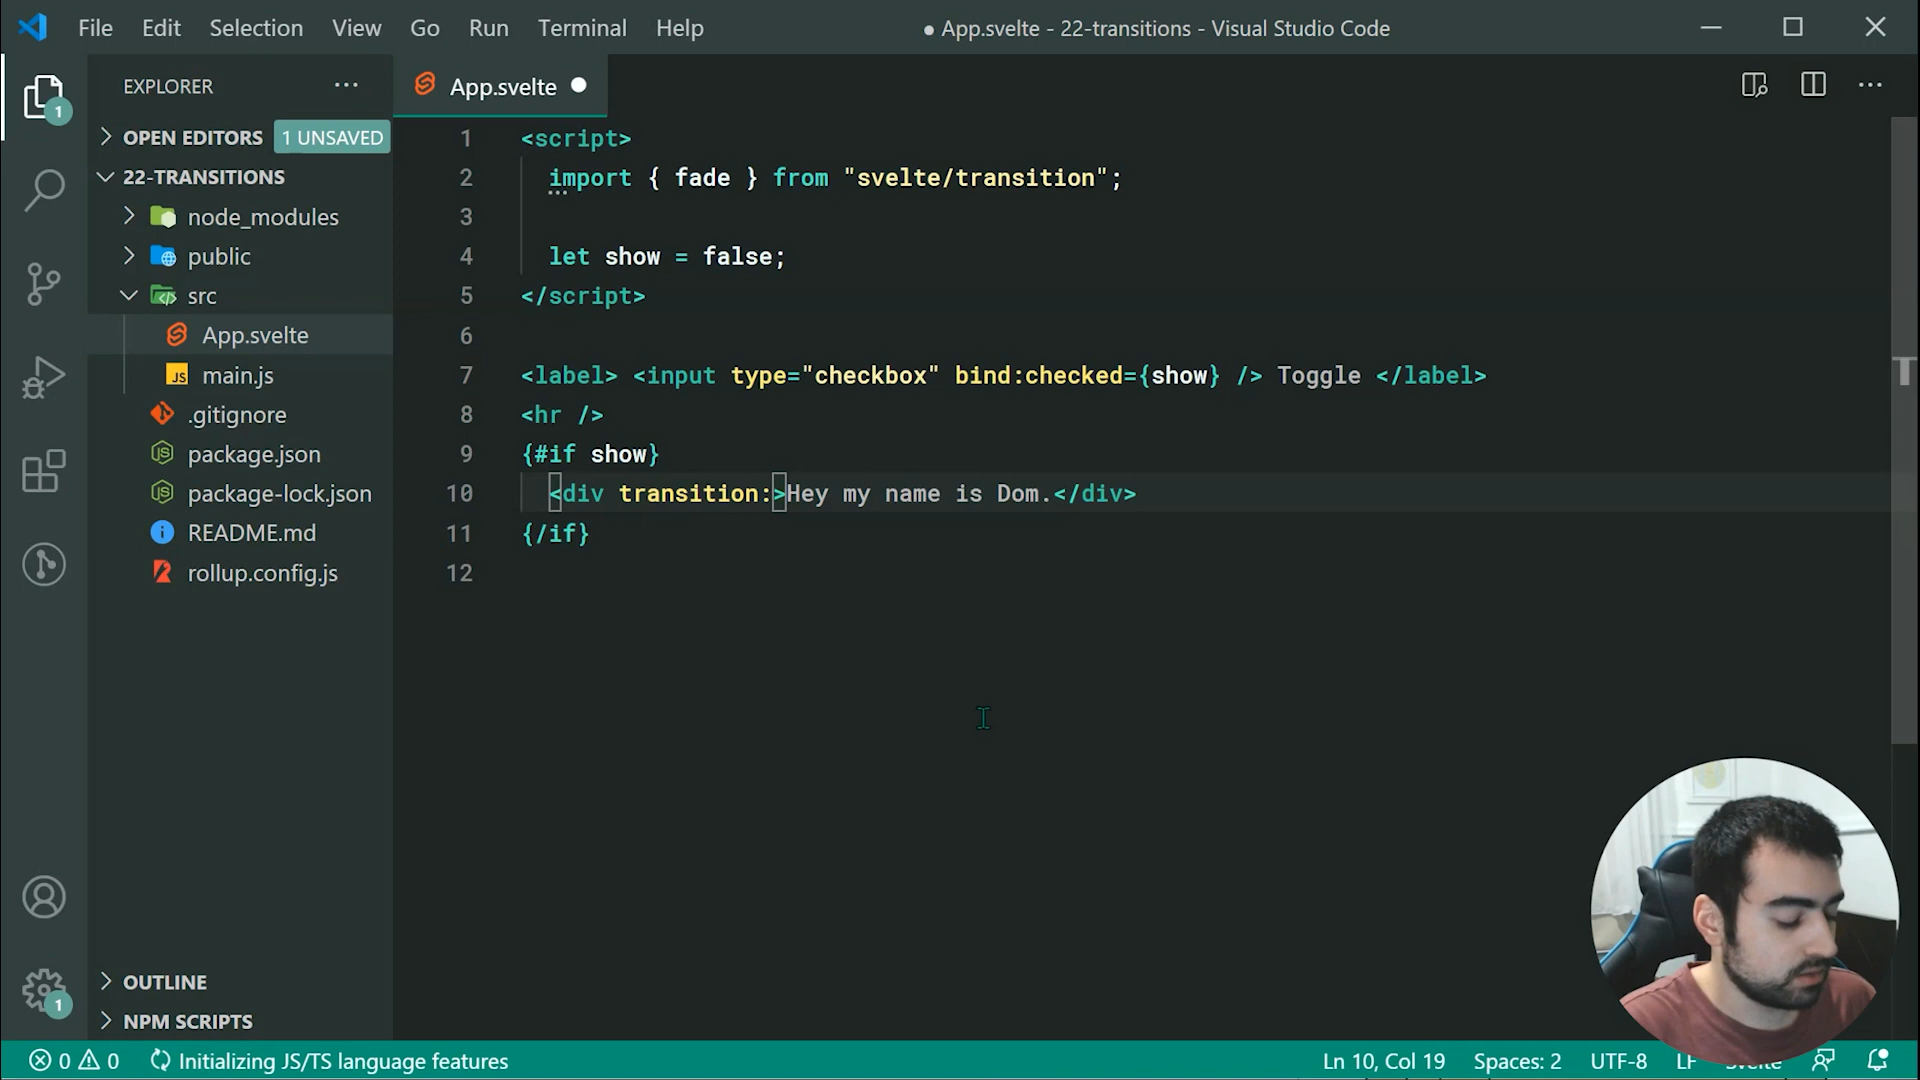 File Edit Selection View Go Run Terminal Help
● App.svelte - 22-transitions - Visual Studio Code
EXPLORER
OPEN EDITORS 1 UNSAVED
22-TRANSITIONS
node_modules
public
src
App.svelte
JS main.js
.gitignore
package.json
package-lock.json
README.md
rollup.config.js
OUTLINE
NPM SCRIPTS
1
1
App.svelte
1 <script>
2 import { fade } from "svelte/transition";
3
4 let show = false;
5 </script>
6
7 <label> <input type="checkbox" bind:checked={show} /> Toggle </label>
8 <hr />
9 {#if show}
10 <div transition:>Hey my name is Dom.</div>
11 {/if}
12
0 0 Initializing JS/TS language features
Ln 10, Col 19 Spaces: 2 UTF-8 LF Svelte